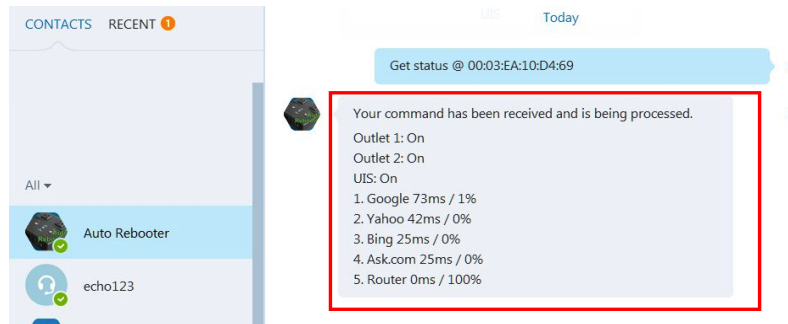 CONTACTS RECENT 1
All
Auto Rebooter
echo123
UIS
Today
Get status @ 00:03:EA:10:D4:69
Your command has been received and is being processed.
Outlet 1: On
Outlet 2: On
UIS: On
1. Google 73ms / 1%
2. Yahoo 42ms / 0%
3. Bing 25ms / 0%
4. Ask.com 25ms / 0%
5. Router 0ms / 100%